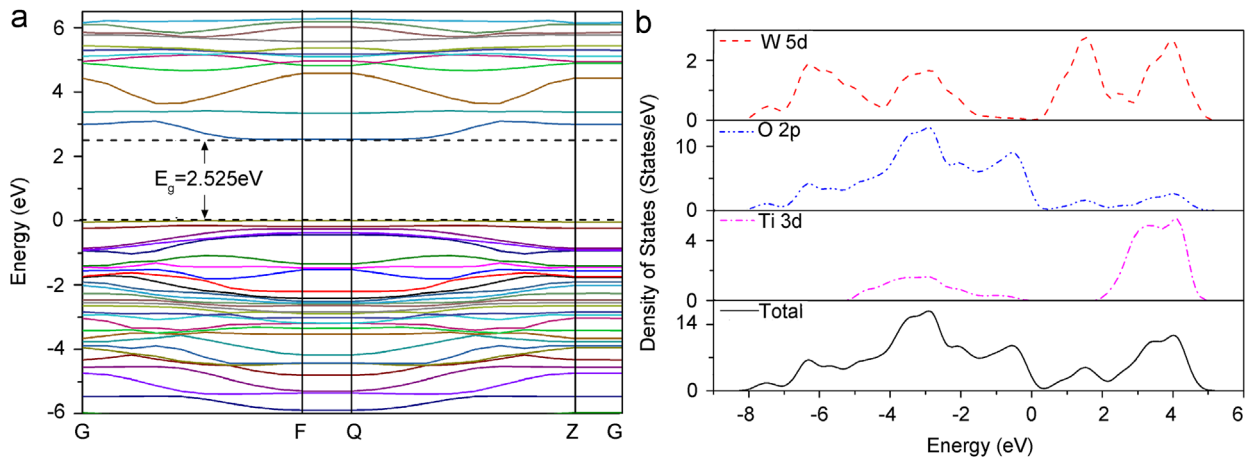 a
6
4
2
0
-2
-4
-6
Energy (eV)
Eg=2.525eV
G
F
Q
Z
G
b
W 5d
2
0
O 2p
10
0
Ti 3d
4
0
Total
14
0
Density of States (States/eV)
-8
-6
-4
-2
0
2
4
6
Energy (eV)